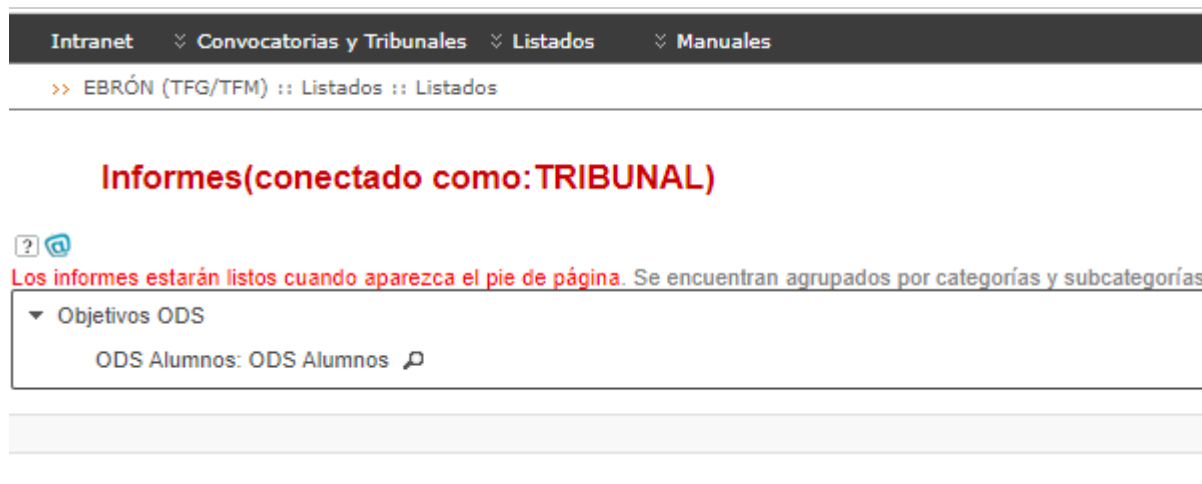 Intranet Convocatorias y Tribunales Listados Manuales
>> EBRÓN (TFG/TFM) :: Listados :: Listados
Informes(conectado como:TRIBUNAL)
?@
Los informes estarán listos cuando aparezca el pie de página. Se encuentran agrupados por categorías y subcategorías
Objetivos ODS
ODS Alumnos: ODS Alumnos